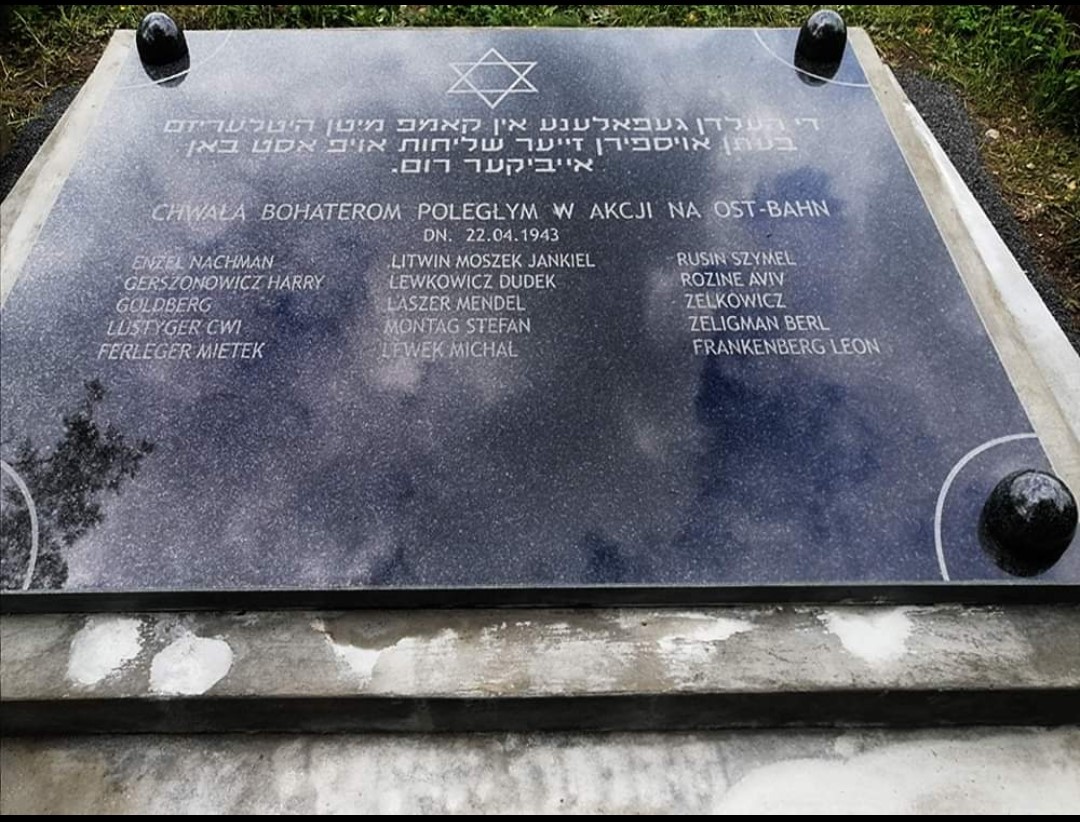 די העלדן געפאלענע אין קאמפ מיטן היטלעריזם
בעתן אויספירן זייער שליחות אויפ אסט באן
אייביקער רום.
CHWAŁA BOHATEROM POLEGŁYM W AKCJI NA OST-BAHN
DN. 22.04.1943
ENZEL NACHMAN
GERSZONOWICZ HARRY
GOLDBERG
LUSTYGER CWI
FERLEGER MIETEK
LITWIN MOSZEK JANKIEL
LEWKOWICZ DUDEK
LASZER MENDEL
MONTAG STEFAN
LEWEK MICHAŁ
RUSIN SZYMEL
ROZINE AVIV
ZELKOWICZ
ZELIGMAN BERL
FRANKENBERG LEON